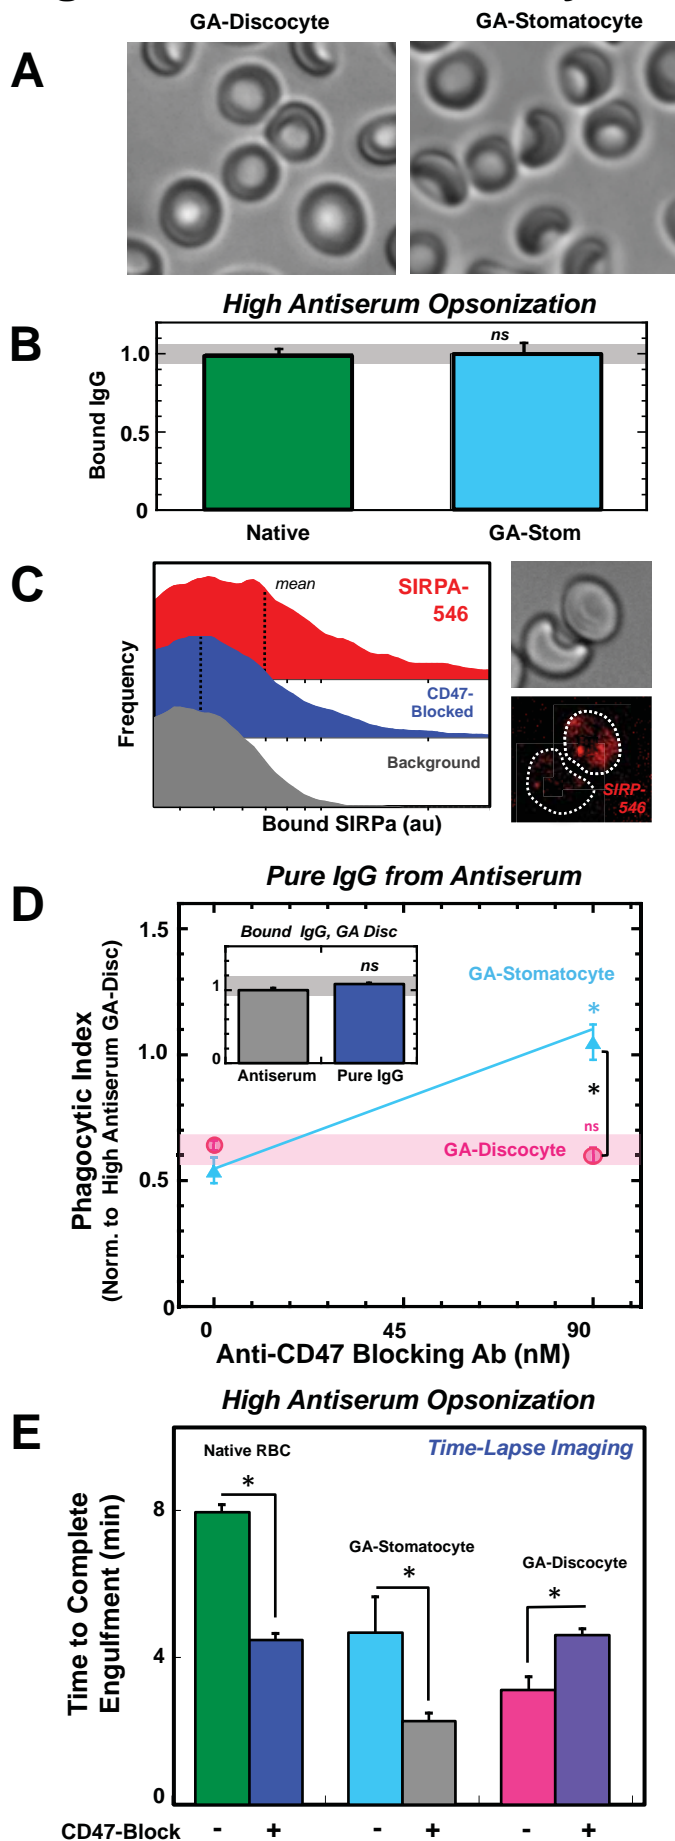 GA-Discocyte
GA-Stomatocyte
A
High Antiserum Opsonization
B
ns
1.0
0.5
0
Bound IgG
Native
GA-Stom
C
mean
SIRPA-
546
CD47-
Blocked
Background
Frequency
Bound SIRPa (au)
SIRP-
546
Pure IgG from Antiserum
D
1.5
1.0
0.5
0
Phagocytic Index
(Norm. to High Antiserum GA-Disc)
Bound IgG, GA Disc
ns
1
0
Antiserum
Pure IgG
GA-Stomatocyte
*
*
ns
GA-Discocyte
0
45
90
Anti-CD47 Blocking Ab (nM)
High Antiserum Opsonization
E
Time-Lapse Imaging
Native RBC
*
GA-Stomatocyte
*
GA-Discocyte
*
8
4
0
Time to Complete
Engulfment (min)
CD47-Block - + - + - +